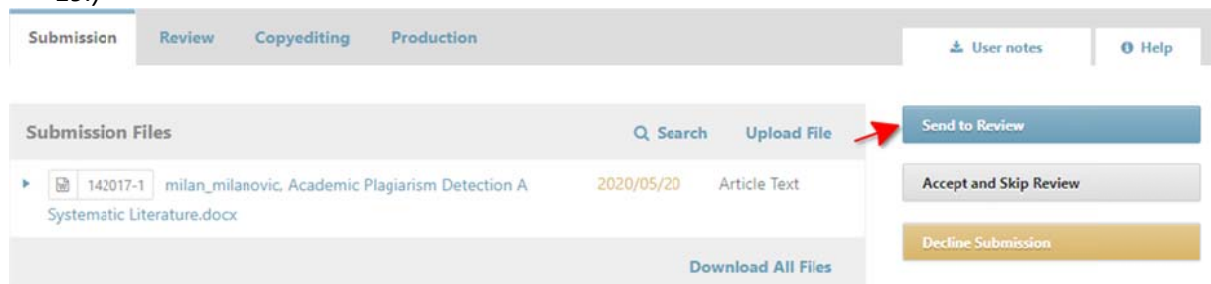 Submission Review Copyediting Production User notes Help
Submission Files Search Upload File Send to Review
142017-1 milan_milanovic, Academic Plagiarism Detection A 2020/05/20 Article Text Accept and Skip Review
Systematic Literature.docx
Decline Submission
Download All Files